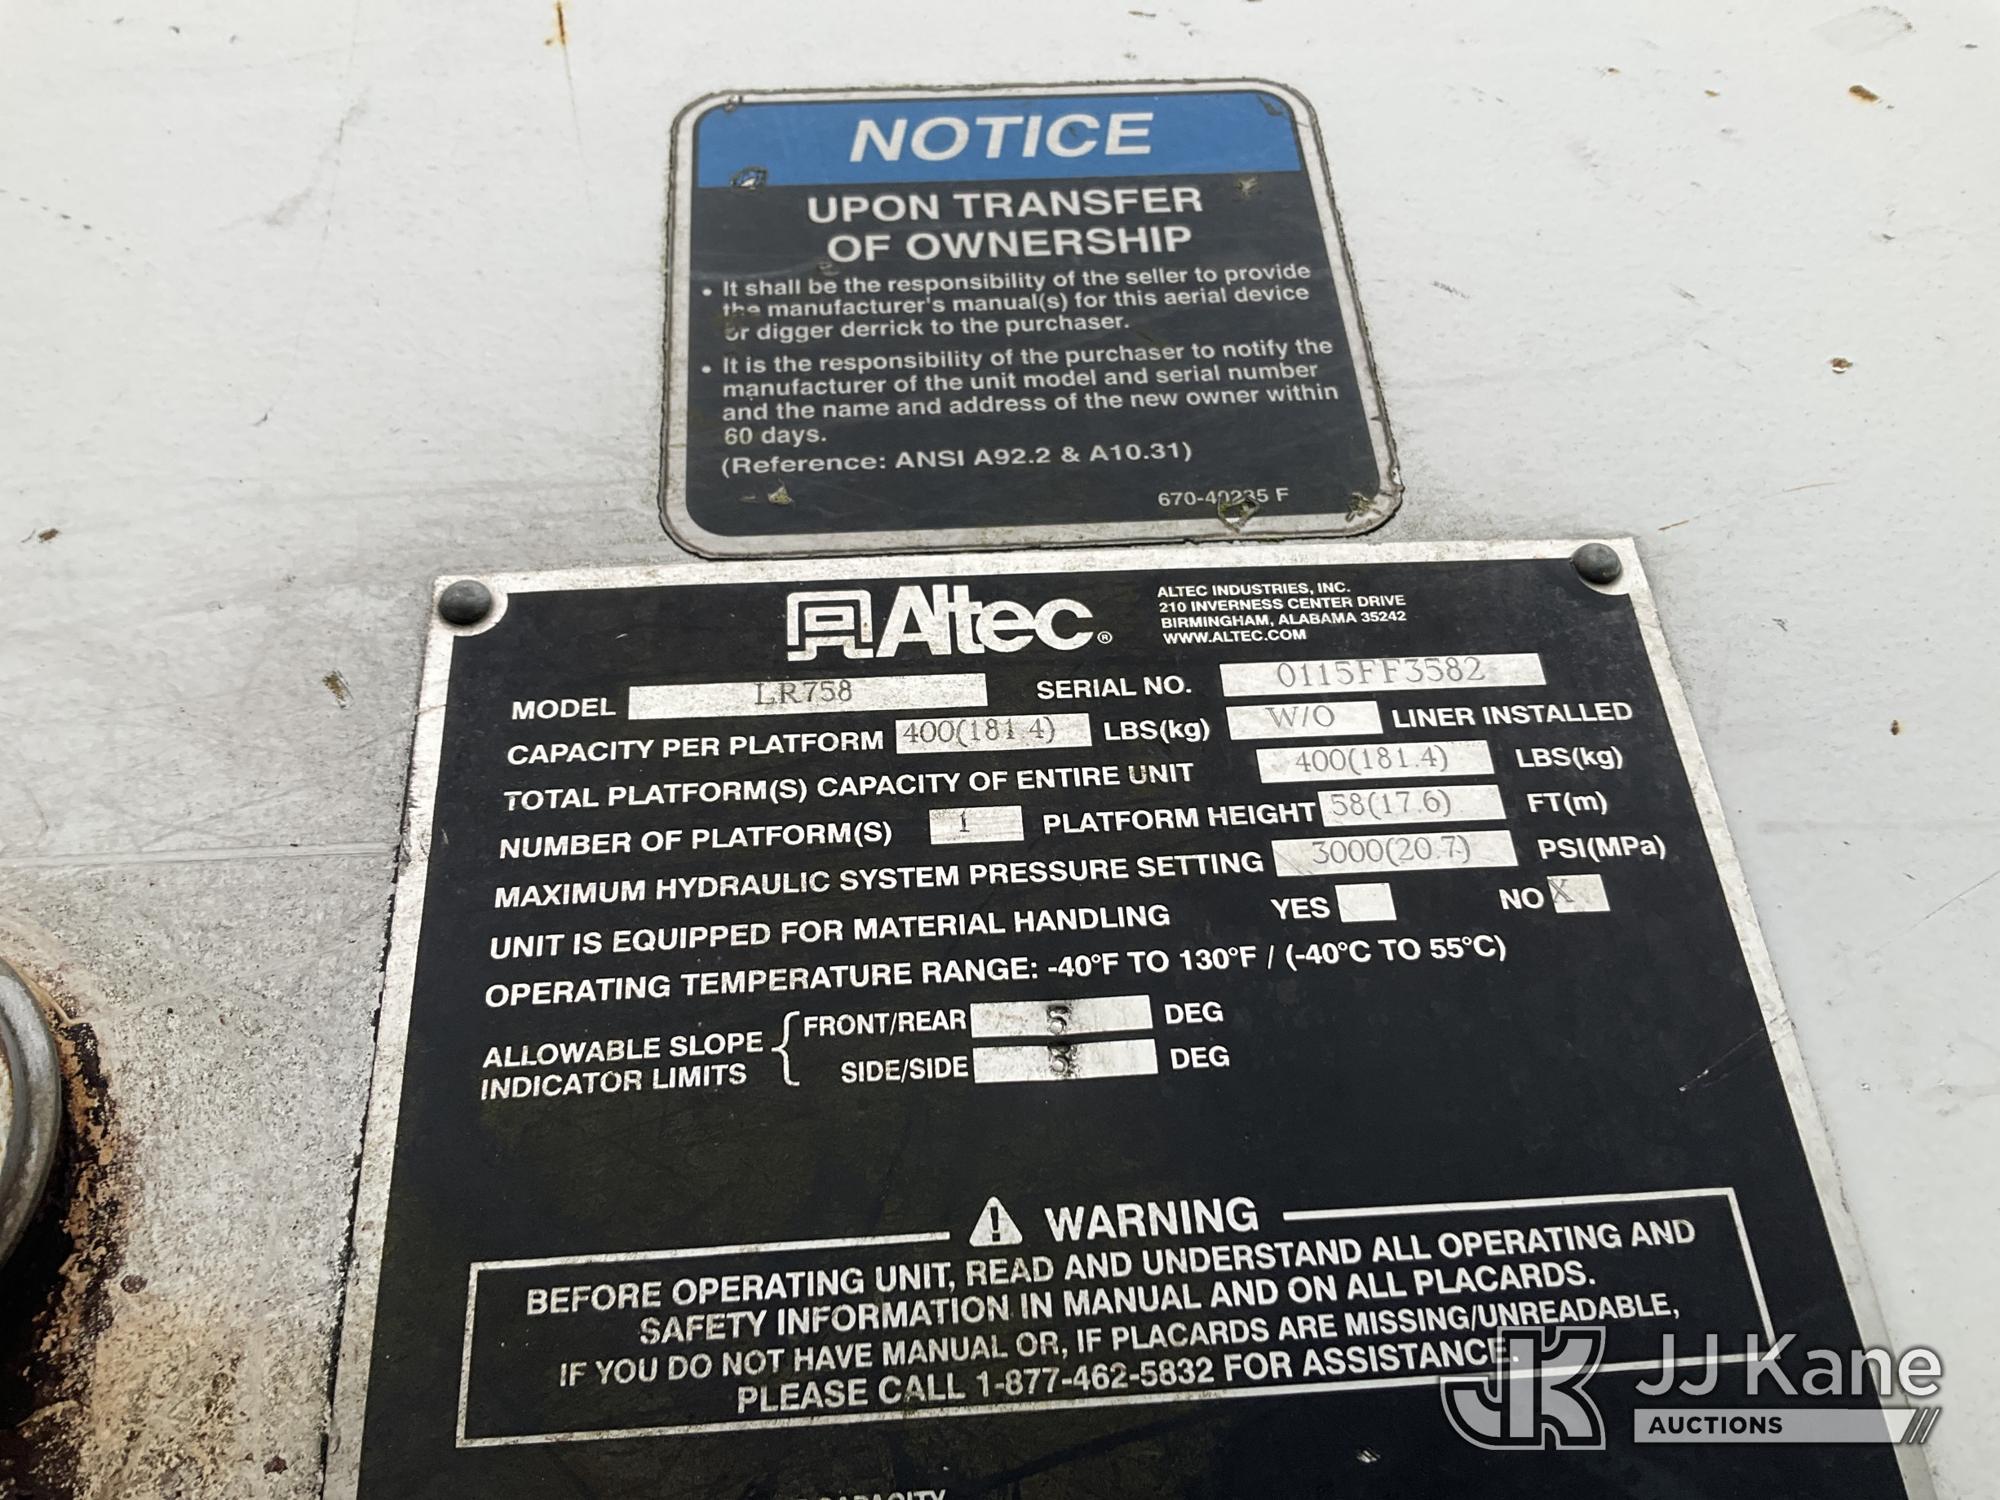 NOTICE
UPON TRANSFER
OF OWNERSHIP
• It shall be the responsibility of the seller to provide
the manufacturer's manual(s) for this aerial device
or digger derrick to the purchaser.
• It is the responsibility of the purchaser to notify the
manufacturer of the unit model and serial number
and the name and address of the new owner within
60 days.
(Reference: ANSI A92.2 & A10.31)
670-40235 F
Altec®
ALTEC INDUSTRIES, INC.
210 INVERNESS CENTER DRIVE
BIRMINGHAM, ALABAMA 35242
WWW.ALTEC.COM
MODEL LR758 SERIAL NO. 0115FF3582
CAPACITY PER PLATFORM 400(181.4) LBS(kg) W/O LINER INSTALLED
TOTAL PLATFORM(S) CAPACITY OF ENTIRE UNIT 400(181.4) LBS(kg)
NUMBER OF PLATFORM(S) 1 PLATFORM HEIGHT 58(17.6) FT(m)
MAXIMUM HYDRAULIC SYSTEM PRESSURE SETTING 3000(20.7) PSI(MPa)
UNIT IS EQUIPPED FOR MATERIAL HANDLING YES NO X
OPERATING TEMPERATURE RANGE: -40°F TO 130°F / (-40°C TO 55°C)
ALLOWABLE SLOPE INDICATOR LIMITS { FRONT/REAR 5 DEG
SIDE/SIDE DEG
WARNING
BEFORE OPERATING UNIT, READ AND UNDERSTAND ALL OPERATING AND
SAFETY INFORMATION IN MANUAL AND ON ALL PLACARDS.
IF YOU DO NOT HAVE MANUAL OR, IF PLACARDS ARE MISSING/UNREADABLE,
PLEASE CALL 1-877-462-5832 FOR ASSISTANCE.
CAPACITY
JK JJ Kane
AUCTIONS